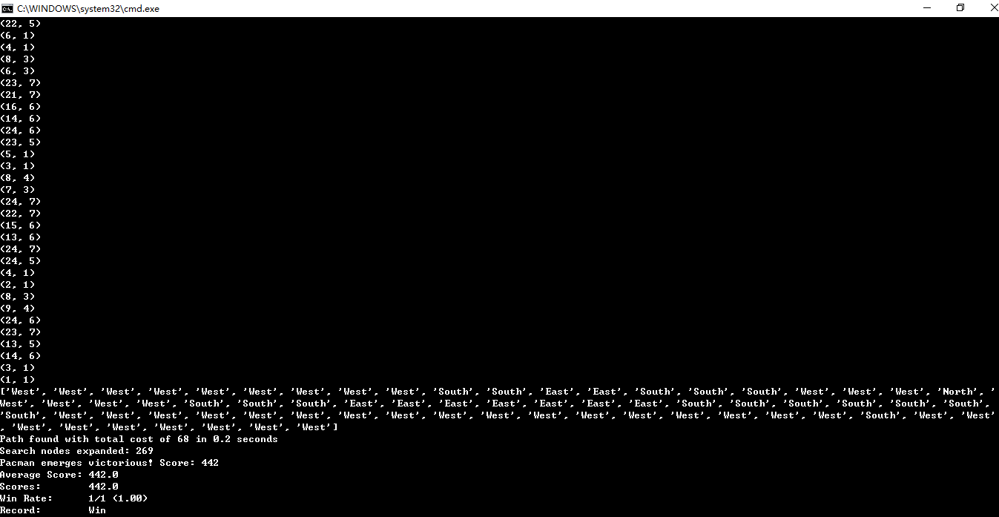 C:\WINDOWS\system32\cmd.exe
(22, 5)
(6, 1)
(4, 1)
(8, 3)
(6, 3)
(23, 7)
(21, 7)
(16, 6)
(14, 6)
(24, 6)
(23, 5)
(5, 1)
(3, 1)
(8, 4)
(7, 3)
(24, 7)
(22, 7)
(15, 6)
(13, 6)
(24, 7)
(24, 5)
(4, 1)
(2, 1)
(8, 3)
(9, 4)
(24, 6)
(23, 7)
(13, 5)
(14, 6)
(3, 1)
(1, 1)
['West', 'West', 'West', 'West', 'West', 'West', 'West', 'West', 'West', 'South', 'South', 'East', 'East', 'South', 'South', 'South', 'West', 'West', 'West', 'North', '
West', 'West', 'West', 'West', 'South', 'South', 'South', 'East', 'East', 'East', 'East', 'East', 'East', 'East', 'South', 'South', 'South', 'South', 'South', 'South',
'South', 'West', 'West', 'West', 'West', 'West', 'West', 'West', 'West', 'West', 'West', 'West', 'West', 'West', 'West', 'West', 'West', 'West', 'South', 'West', 'West'
, 'West', 'West', 'West', 'West', 'West', 'West', 'West']
Path found with total cost of 68 in 0.2 seconds
Search nodes expanded: 269
Pacman emerges victorious! Score: 442
Average Score: 442.0
Scores:        442.0
Win Rate:      1/1 (1.00)
Record:        Win